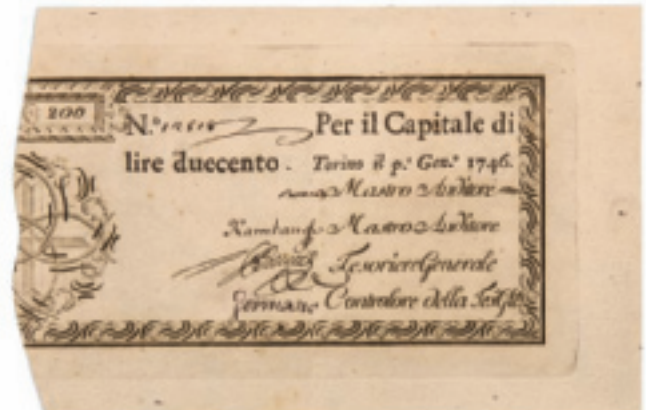 200
N.º Per il Capitale di
lire duecento. Torino il p.º Gen.º 1746.
Mastro Auditore
Mastro Auditore
Tesoriere Generale
Controlore della